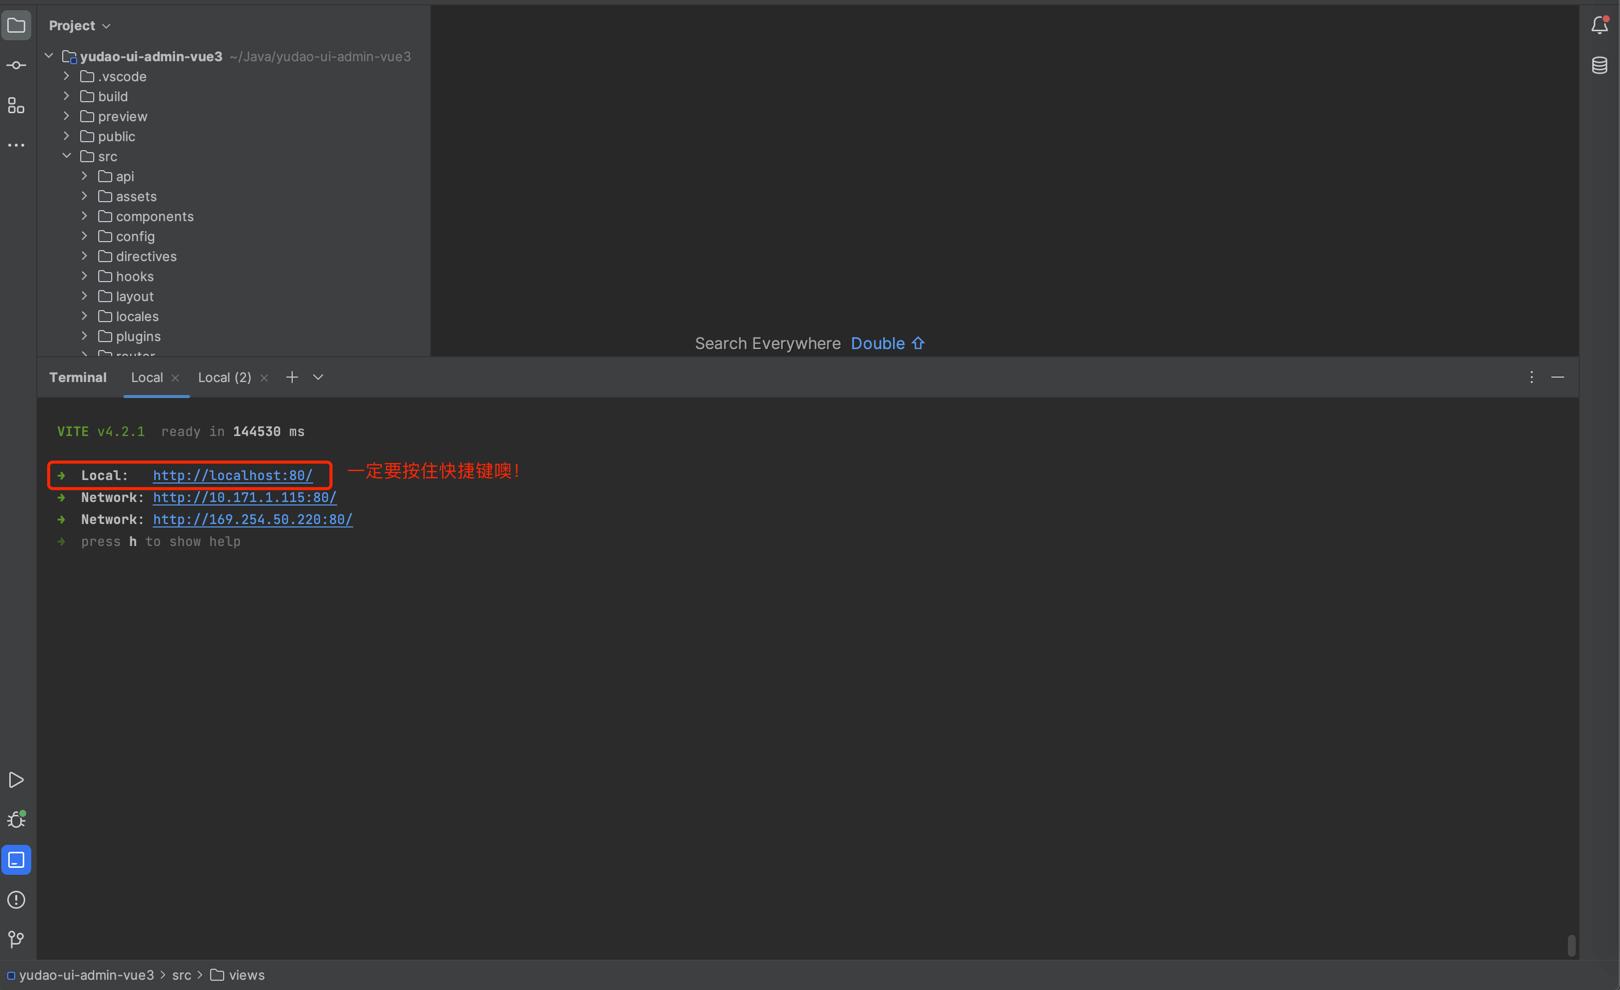 Project
yudao-ui-admin-vue3 ~/Java/yudao-ui-admin-vue3
.vscode
build
preview
public
src
api
assets
components
config
directives
hooks
layout
locales
plugins
router
Search Everywhere Double ⇧
Terminal Local Local (2)
VITE v4.2.1 ready in 144530 ms
➜ Local: http://localhost:80/ 一定要按住快捷键噢！
➜ Network: http://10.171.1.115:80/
➜ Network: http://169.254.50.220:80/
➜ press h to show help
yudao-ui-admin-vue3 > src > views